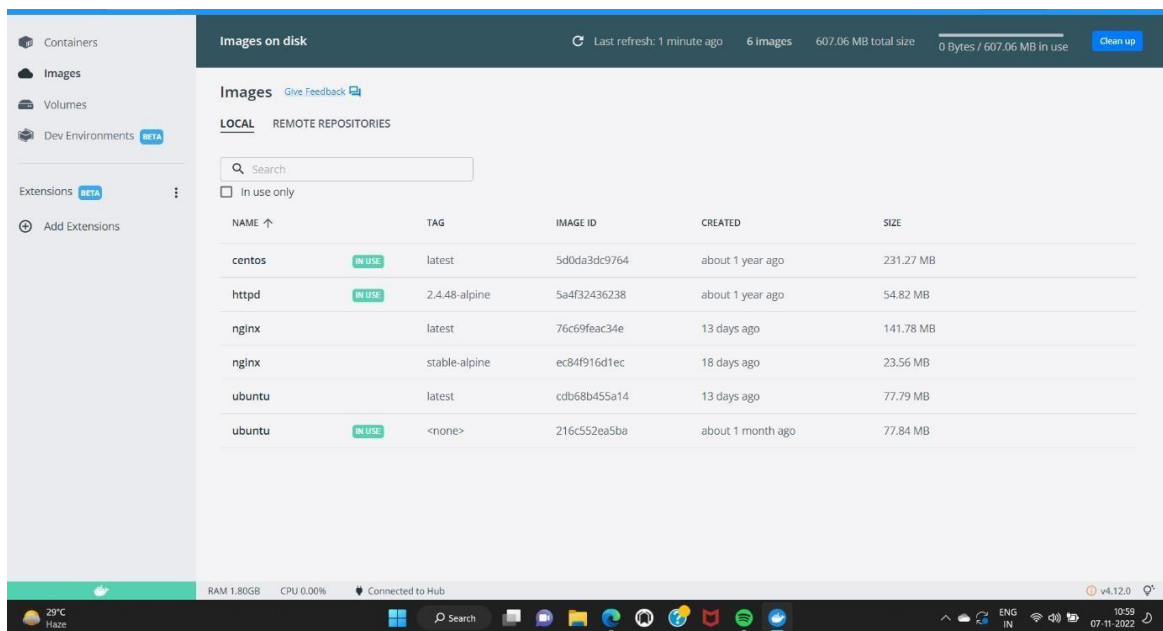 Containers
Images
Volumes
Dev Environments BETA
Extensions BETA
Add Extensions
Images on disk
Last refresh: 1 minute ago 6 images 607.06 MB total size 0 Bytes / 607.06 MB in use Clean up
Images Give Feedback
LOCAL REMOTE REPOSITORIES
Search
In use only
NAME TAG IMAGE ID CREATED SIZE
centos IN USE latest 5d0da3dc9764 about 1 year ago 231.27 MB
httpd IN USE 2.4.48-alpine 5a4f32436238 about 1 year ago 54.82 MB
nginx latest 76c69feac34e 13 days ago 141.78 MB
nginx stable-alpine ec84f916d1ec 18 days ago 23.56 MB
ubuntu latest cdb68b455a14 13 days ago 77.79 MB
ubuntu IN USE <none> 216c552ea5ba about 1 month ago 77.84 MB
RAM 1.80GB CPU 0.00% Connected to Hub v4.12.0
29°C
Haze
Search
ENG
IN
10:59
07-11-2022